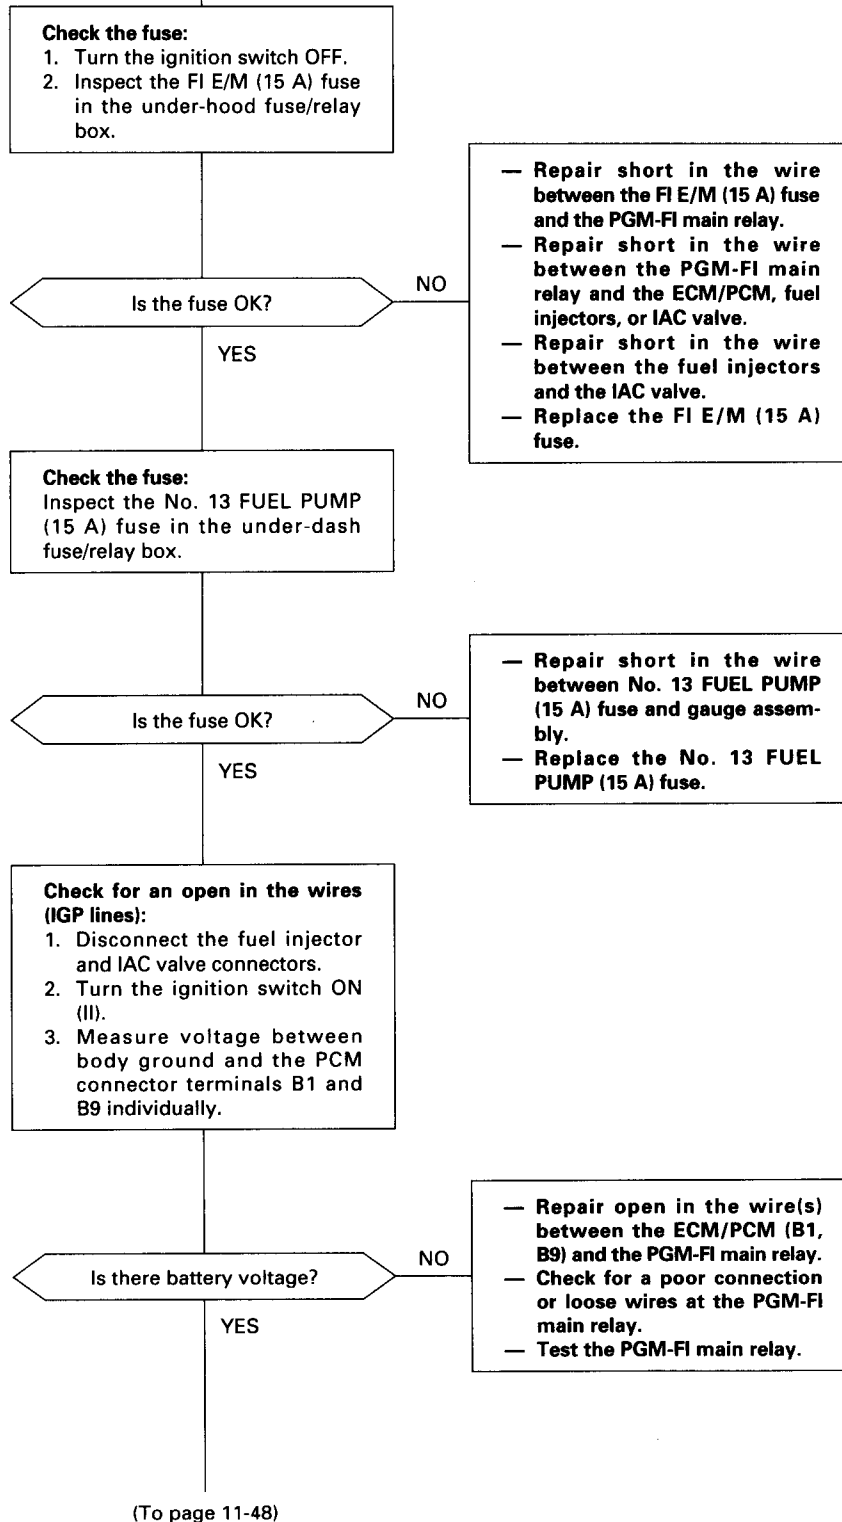 Check the fuse:
1. Turn the ignition switch OFF.
2. Inspect the FI E/M (15 A) fuse
in the under-hood fuse/relay
box.
Is the fuse OK?
NO
— Repair short in the wire
between the FI E/M (15 A) fuse
and the PGM-FI main relay.
— Repair short in the wire
between the PGM-FI main
relay and the ECM/PCM, fuel
injectors, or IAC valve.
— Repair short in the wire
between the fuel injectors
and the IAC valve.
— Replace the FI E/M (15 A)
fuse.
YES
Check the fuse:
Inspect the No. 13 FUEL PUMP
(15 A) fuse in the under-dash
fuse/relay box.
Is the fuse OK?
NO
— Repair short in the wire
between No. 13 FUEL PUMP
(15 A) fuse and gauge assem-
bly.
— Replace the No. 13 FUEL
PUMP (15 A) fuse.
YES
Check for an open in the wires
(IGP lines):
1. Disconnect the fuel injector
and IAC valve connectors.
2. Turn the ignition switch ON
(II).
3. Measure voltage between
body ground and the PCM
connector terminals B1 and
B9 individually.
Is there battery voltage?
NO
— Repair open in the wire(s)
between the ECM/PCM (B1,
B9) and the PGM-FI main relay.
— Check for a poor connection
or loose wires at the PGM-FI
main relay.
— Test the PGM-FI main relay.
YES
(To page 11-48)